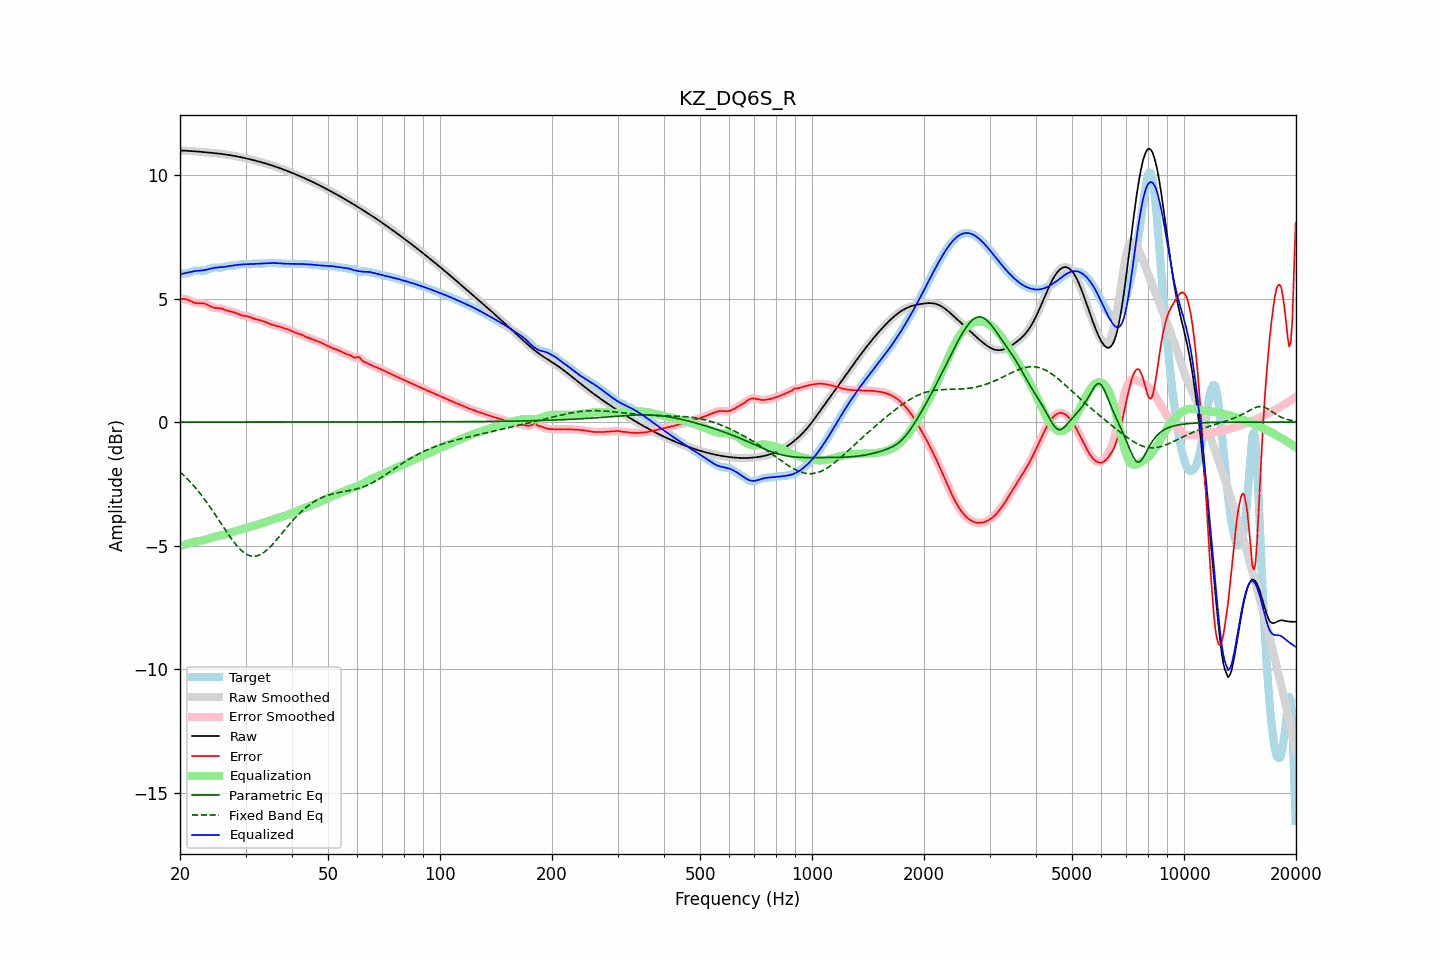 KZ_DQ6S_R
Amplitude (dBr)
10
5
0
−5
−10
−15
Target
Raw Smoothed
Error Smoothed
Raw
Error
Equalization
Parametric Eq
Fixed Band Eq
Equalized
20 50 100 200 500 1000 2000 5000 10000 20000
Frequency (Hz)